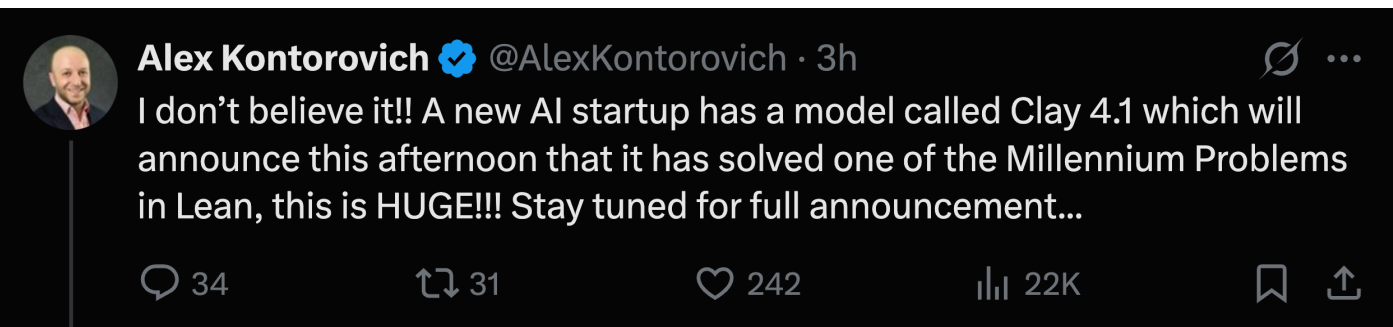 Alex Kontorovich @AlexKontorovich · 3h
I don’t believe it!! A new AI startup has a model called Clay 4.1 which will
announce this afternoon that it has solved one of the Millennium Problems
in Lean, this is HUGE!!! Stay tuned for full announcement...
34 31 242 22K